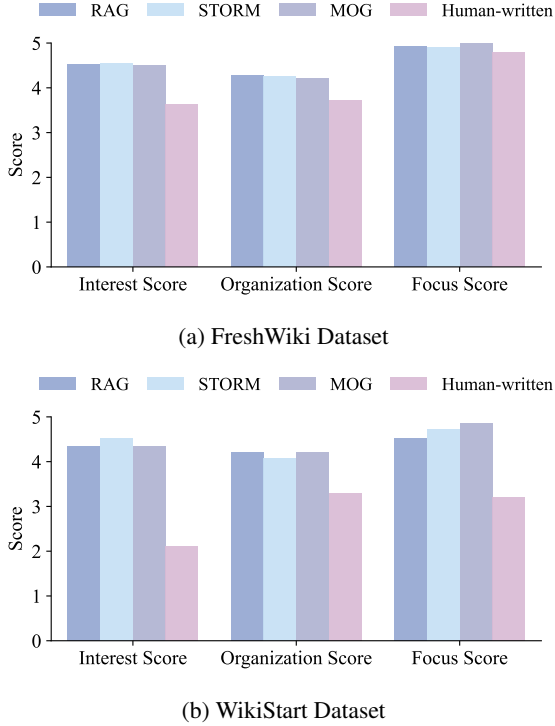 RAG STORM MOG Human-written
5
4
3
2
1
0
Score
Interest Score Organization Score Focus Score
(a) FreshWiki Dataset
RAG STORM MOG Human-written
5
4
3
2
1
0
Score
Interest Score Organization Score Focus Score
(b) WikiStart Dataset